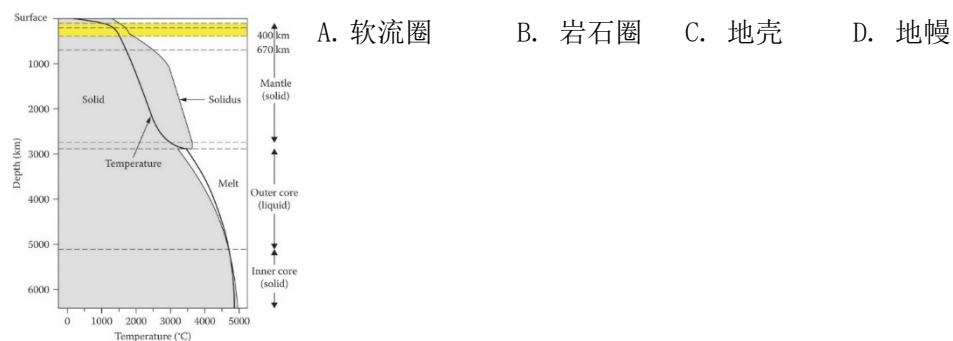 Surface
400 km
670 km
1000
Mantle
(solid)
Solid
Solidus
2000
Depth (km)
3000
Temperature
Melt
4000
Outer core
(liquid)
5000
Inner core
(solid)
6000
0 1000 2000 3000 4000 5000
Temperature (°C)
A. 软流圈 B. 岩石圈 C. 地壳 D. 地幔